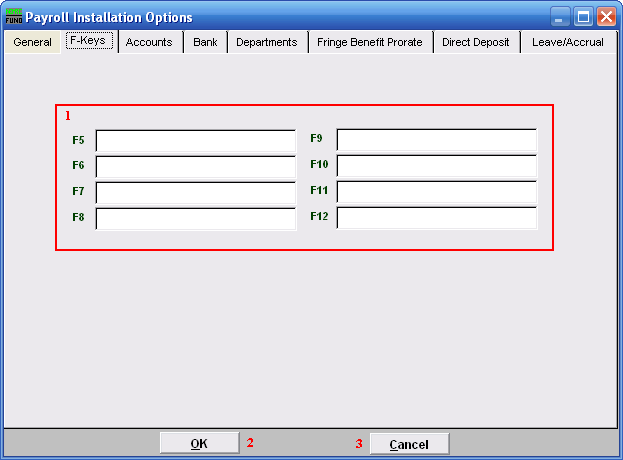 FUND Payroll Installation Options
General F-Keys Accounts Bank Departments Fringe Benefit Prorate Direct Deposit Leave/Accrual
1
F5 F9
F6 F10
F7 F11
F8 F12
OK 2 3 Cancel